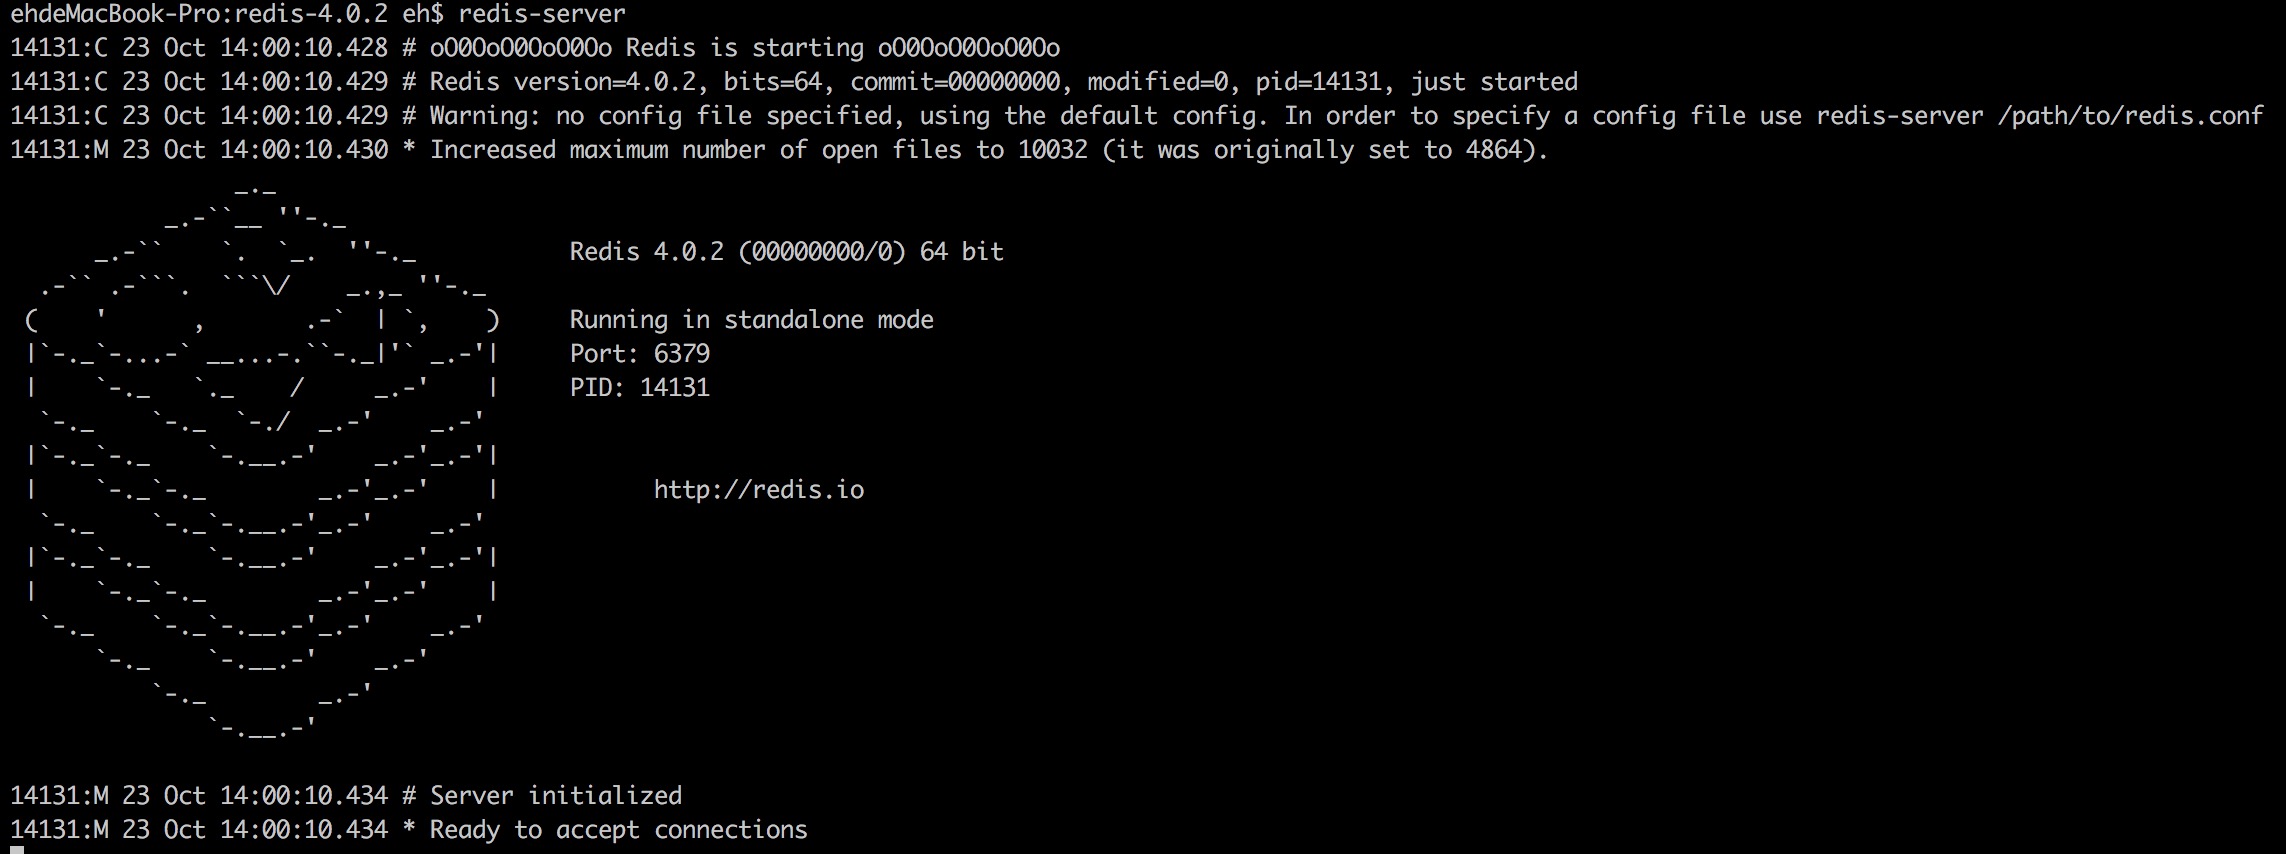 ehdeMacBook-Pro:redis-4.0.2 eh$ redis-server
14131:C 23 Oct 14:00:10.428 # oO0OoO0OoO0Oo Redis is starting oO0OoO0OoO0Oo
14131:C 23 Oct 14:00:10.429 # Redis version=4.0.2, bits=64, commit=00000000, modified=0, pid=14131, just started
14131:C 23 Oct 14:00:10.429 # Warning: no config file specified, using the default config. In order to specify a config file use redis-server /path/to/redis.conf
14131:M 23 Oct 14:00:10.430 * Increased maximum number of open files to 10032 (it was originally set to 4864).
Redis 4.0.2 (00000000/0) 64 bit
Running in standalone mode
Port: 6379
PID: 14131
http://redis.io
14131:M 23 Oct 14:00:10.434 # Server initialized
14131:M 23 Oct 14:00:10.434 * Ready to accept connections